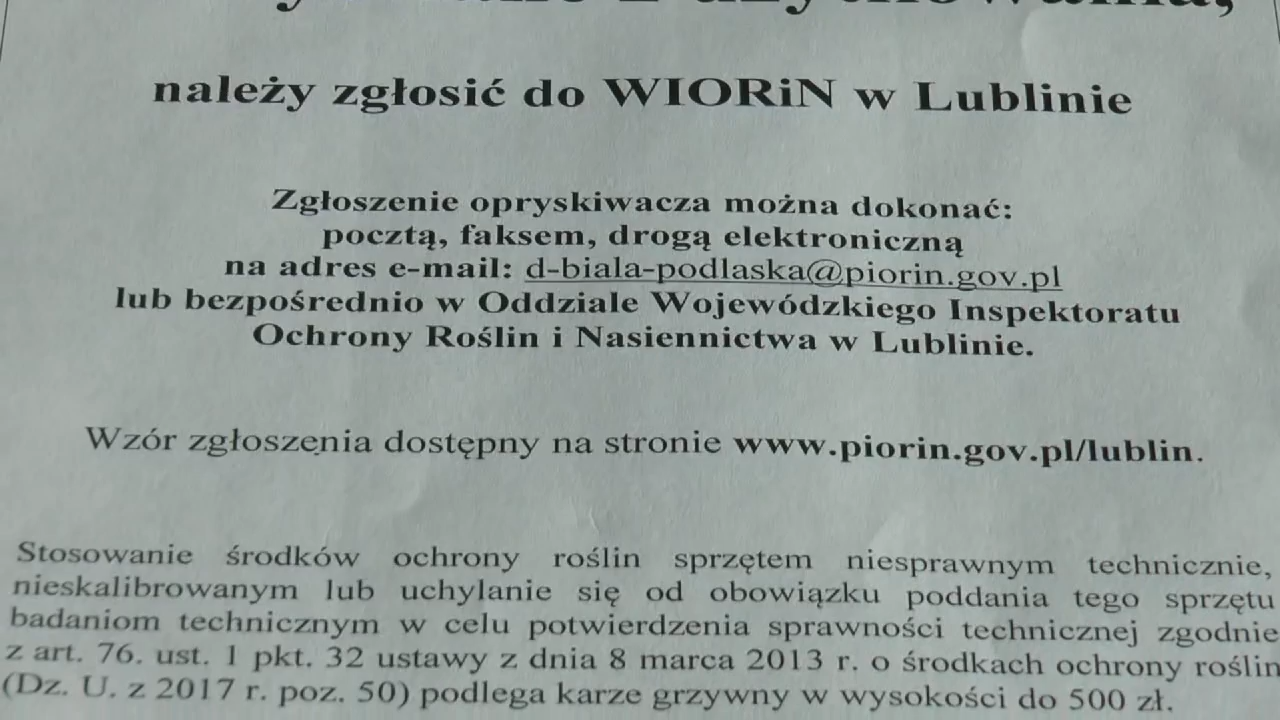 należy zgłosić do WIORiN w Lublinie
Zgłoszenie opryskiwacza można dokonać:
pocztą, faksem, drogą elektroniczną
na adres e-mail: d-biala-podlaska@piorin.gov.pl
lub bezpośrednio w Oddziale Wojewódzkiego Inspektoratu
Ochrony Roślin i Nasiennictwa w Lublinie.
Wzór zgłoszenia dostępny na stronie www.piorin.gov.pl/lublin.
Stosowanie środków ochrony roślin sprzętem niesprawnym technicznie,
nieskalibrowanym lub uchylanie się od obowiązku poddania tego sprzętu
badaniom technicznym w celu potwierdzenia sprawności technicznej zgodnie
z art. 76. ust. 1 pkt. 32 ustawy z dnia 8 marca 2013 r. o środkach ochrony roślin
(Dz. U. z 2017 r. poz. 50) podlega karze grzywny w wysokości do 500 zł.